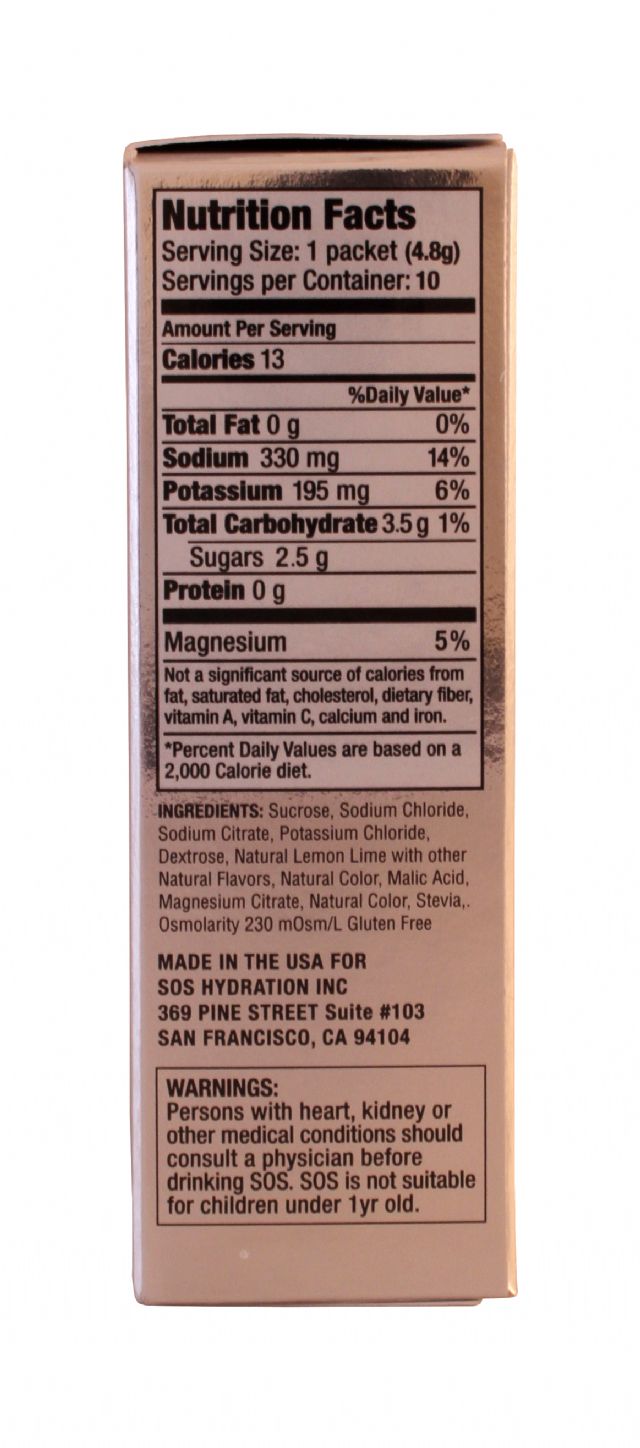 Nutrition Facts
Serving Size: 1 packet (4.8g)
Servings per Container: 10
Amount Per Serving
Calories 13
%Daily Value*
Total Fat 0 g 0%
Sodium 330 mg 14%
Potassium 195 mg 6%
Total Carbohydrate 3.5 g 1%
Sugars 2.5 g
Protein 0 g
Magnesium 5%
Not a significant source of calories from
fat, saturated fat, cholesterol, dietary fiber,
vitamin A, vitamin C, calcium and iron.
*Percent Daily Values are based on a
2,000 Calorie diet.
INGREDIENTS: Sucrose, Sodium Chloride,
Sodium Citrate, Potassium Chloride,
Dextrose, Natural Lemon Lime with other
Natural Flavors, Natural Color, Malic Acid,
Magnesium Citrate, Natural Color, Stevia,.
Osmolarity 230 mOsm/L Gluten Free
MADE IN THE USA FOR
SOS HYDRATION INC
369 PINE STREET Suite #103
SAN FRANCISCO, CA 94104
WARNINGS:
Persons with heart, kidney or
other medical conditions should
consult a physician before
drinking SOS. SOS is not suitable
for children under 1yr old.